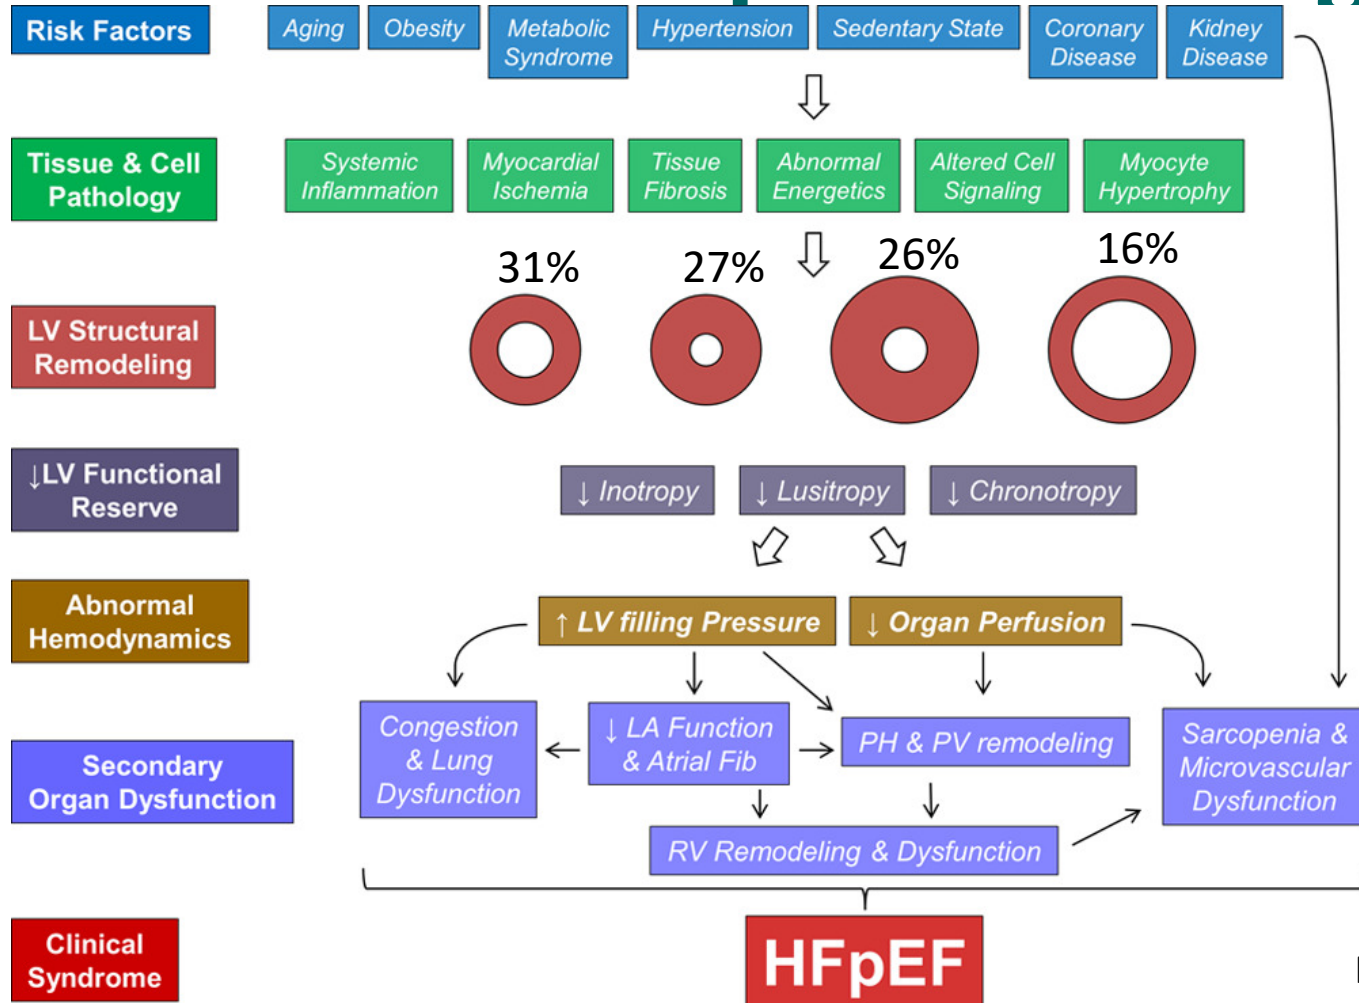 Risk Factors
Aging
Obesity
Metabolic
Syndrome
Hypertension
Sedentary State
Coronary
Disease
Kidney
Disease
Tissue & Cell
Pathology
Systemic
Inflammation
Myocardial
Ischemia
Tissue
Fibrosis
Abnormal
Energetics
Altered Cell
Signaling
Myocyte
Hypertrophy
31%
27%
26%
16%
LV Structural
Remodeling
↓LV Functional
Reserve
↓ Inotropy
↓ Lusitropy
↓ Chronotropy
Abnormal
Hemodynamics
↑ LV filling Pressure
↓ Organ Perfusion
Secondary
Organ Dysfunction
Congestion
& Lung
Dysfunction
↓ LA Function
& Atrial Fib
PH & PV remodeling
Sarcopenia &
Microvascular
Dysfunction
RV Remodeling & Dysfunction
Clinical
Syndrome
HFpEF